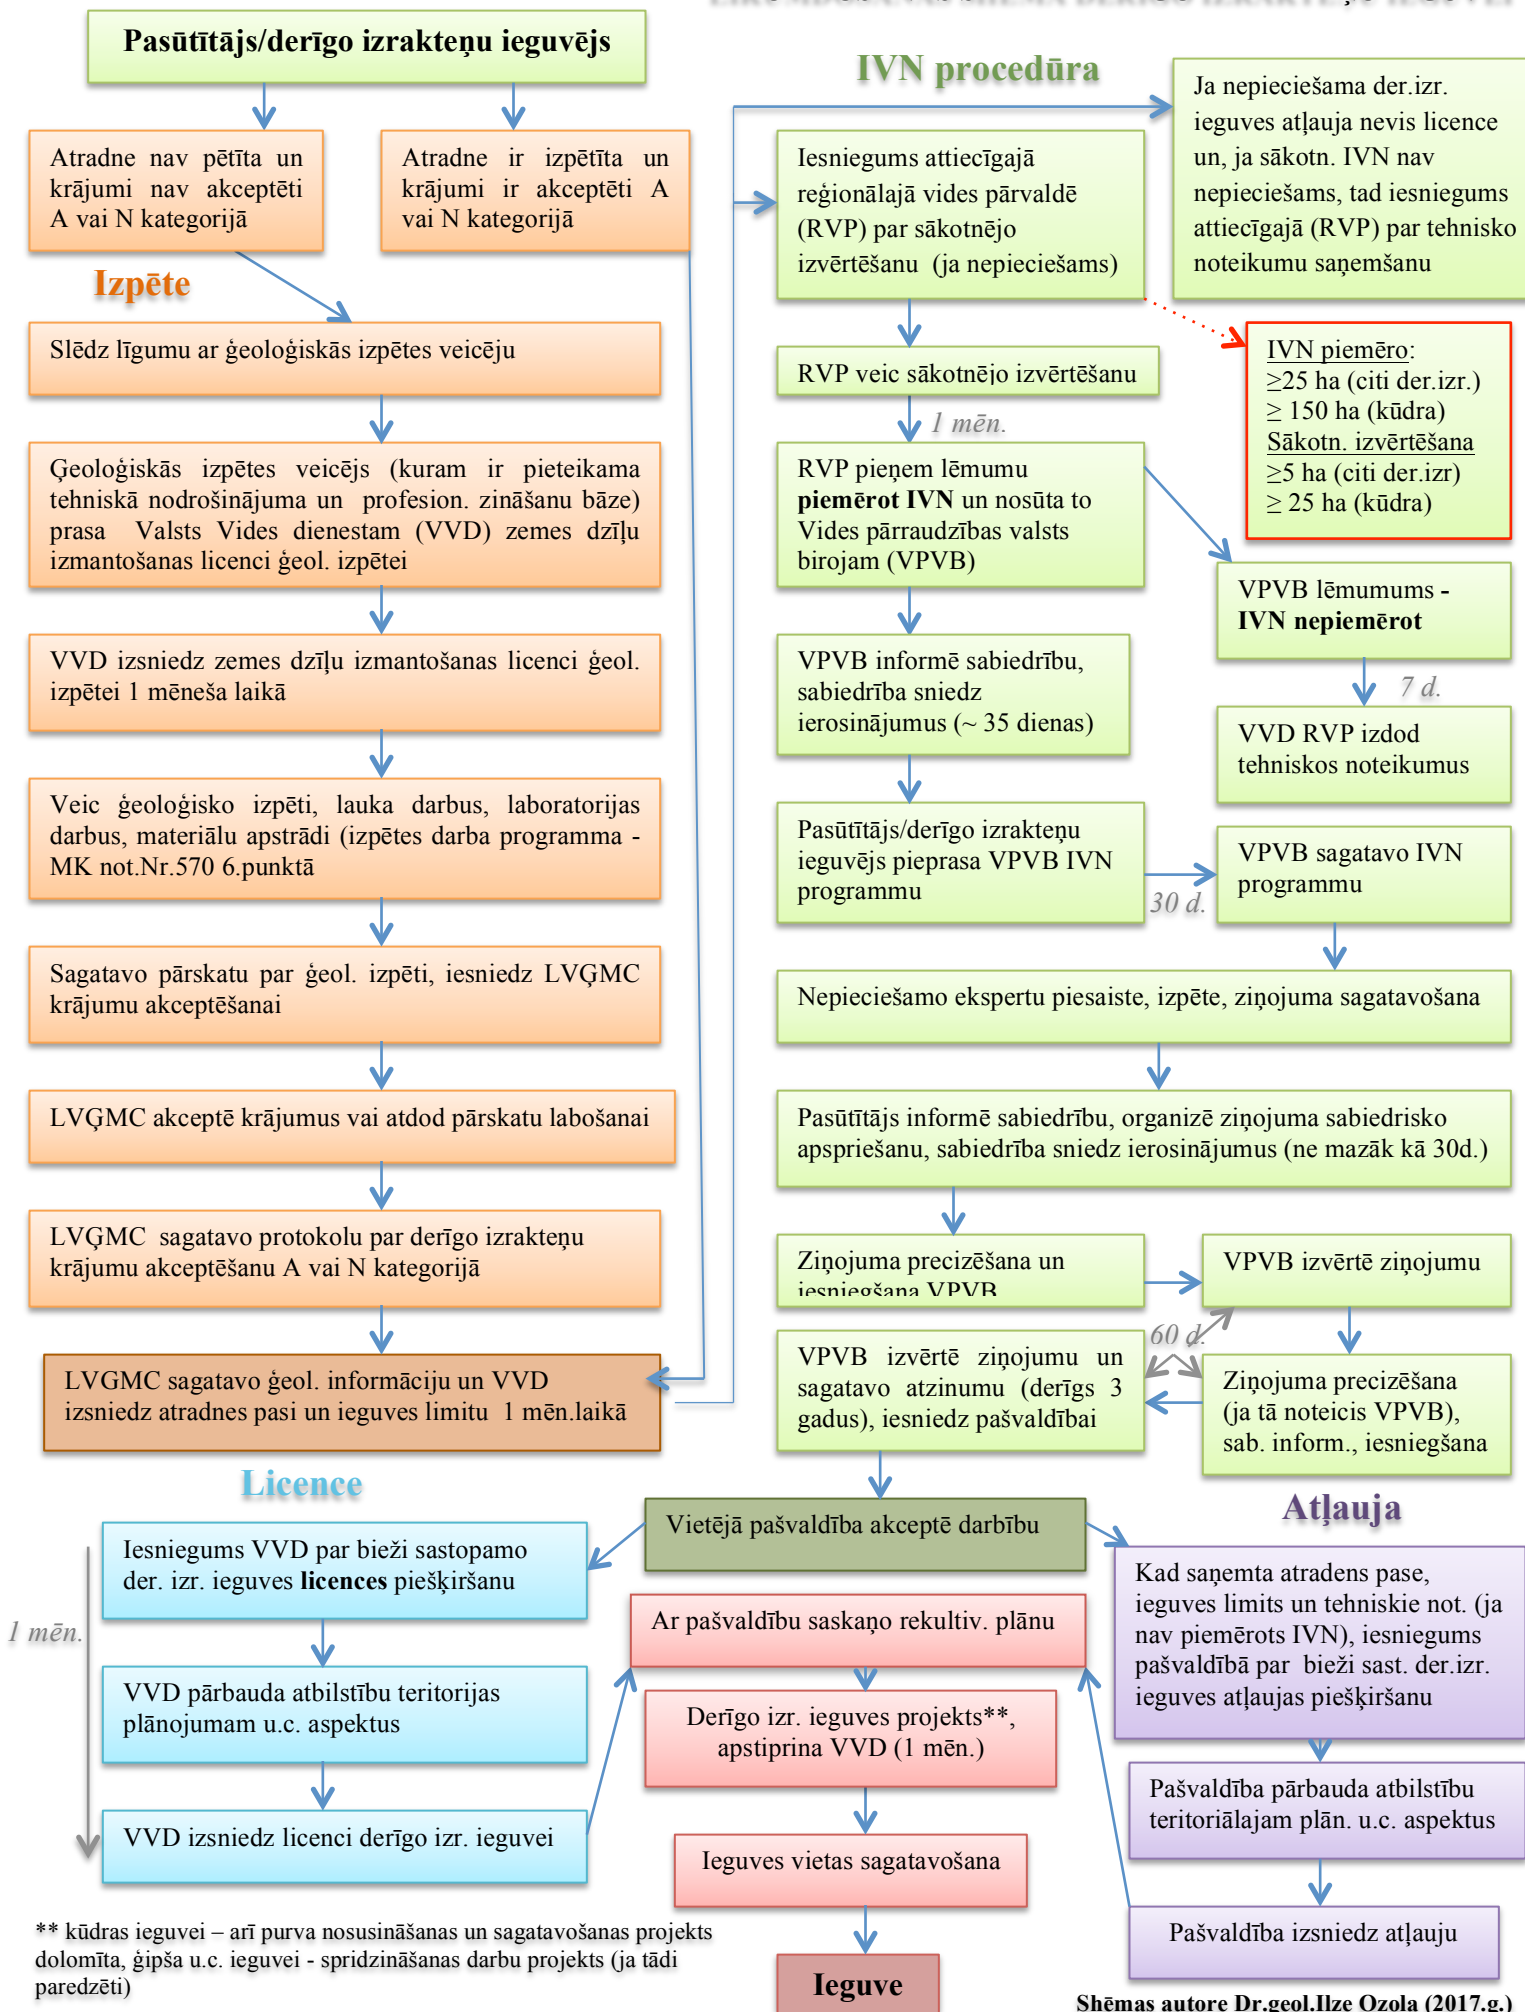 Pasūtītājs/derīgo izrakteņu ieguvējs
Atradne nav pētīta un
krājumi nav akceptēti
A vai N kategorijā
Atradne ir izpētīta un
krājumi ir akceptēti A
vai N kategorijā
Izpēte
Slēdz līgumu ar ģeoloģiskās izpētes veicēju
Ģeoloģiskās izpētes veicējs (kuram ir pieteikama
tehniskā nodrošinājuma un profesion. zināšanu bāze)
prasa Valsts Vides dienestam (VVD) zemes dzīļu
izmantošanas licenci ģeol. izpētei
VVD izsniedz zemes dzīļu izmantošanas licenci ģeol.
izpētei 1 mēneša laikā
Veic ģeoloģisko izpēti, lauka darbus, laboratorijas
darbus, materiālu apstrādi (izpētes darba programma -
MK not.Nr.570 6.punktā
Sagatavo pārskatu par ģeol. izpēti, iesniedz LVĢMC
krājumu akceptēšanai
LVĢMC akceptē krājumus vai atdod pārskatu labošanai
LVĢMC sagatavo protokolu par derīgo izrakteņu
krājumu akceptēšanu A vai N kategorijā
LVGMC sagatavo ģeol. informāciju un VVD
izsniedz atradnes pasi un ieguves limitu 1 mēn.laikā
IVN procedūra
Iesniegums attiecīgajā
reģionālajā vides pārvaldē
(RVP) par sākotnējo
izvērtēšanu (ja nepieciešams)
Ja nepieciešama der.izr.
ieguves atļauja nevis licence
un, ja sākotn. IVN nav
nepieciešams, tad iesniegums
attiecīgajā (RVP) par tehnisko
noteikumu saņemšanu
RVP veic sākotnējo izvērtēšanu
IVN piemēro:
≥25 ha (citi der.izr.)
≥ 150 ha (kūdra)
Sākotn. izvērtēšana
≥5 ha (citi der.izr)
≥ 25 ha (kūdra)
1 mēn.
RVP pieņem lēmumu
piemērot IVN un nosūta to
Vides pārraudzības valsts
birojam (VPVB)
VPVB lēmumums -
IVN nepiemērot
7 d.
VVD RVP izdod
tehniskos noteikumus
VPVB informē sabiedrību,
sabiedrība sniedz
ierosinājumus (~ 35 dienas)
Pasūtītājs/derīgo izrakteņu
ieguvējs pieprasa VPVB IVN
programmu
30 d.
VPVB sagatavo IVN
programmu
Nepieciešamo ekspertu piesaiste, izpēte, ziņojuma sagatavošana
Pasūtītājs informē sabiedrību, organizē ziņojuma sabiedrisko
apspriešanu, sabiedrība sniedz ierosinājumus (ne mazāk kā 30d.)
Ziņojuma precizēšana un
iesniegšana VPVB
VPVB izvērtē ziņojumu
60 d.
VPVB izvērtē ziņojumu un
sagatavo atzinumu (derīgs 3
gadus), iesniedz pašvaldībai
Ziņojuma precizēšana
(ja tā noteicis VPVB),
sab. inform., iesniegšana
Vietējā pašvaldība akceptē darbību
Licence
1 mēn.
Iesniegums VVD par bieži sastopamo
der. izr. ieguves licences piešķiršanu
VVD pārbauda atbilstību teritorijas
plānojumam u.c. aspektus
VVD izsniedz licenci derīgo izr. ieguvei
Ar pašvaldību saskaņo rekultiv. plānu
Derīgo izr. ieguves projekts**,
apstiprina VVD (1 mēn.)
Ieguves vietas sagatavošana
Ieguve
Atļauja
Kad saņemta atradens pase,
ieguves limits un tehniskie not. (ja
nav piemērots IVN), iesniegums
pašvaldībā par bieži sast. der.izr.
ieguves atļaujas piešķiršanu
Pašvaldība pārbauda atbilstību
teritoriālajam plān. u.c. aspektus
Pašvaldība izsniedz atļauju
** kūdras ieguvei – arī purva nosusināšanas un sagatavošanas projekts
dolomīta, ģipša u.c. ieguvei - spridzināšanas darbu projekts (ja tādi
paredzēti)
Shēmas autore Dr.geol.Ilze Ozola (2017.g.)